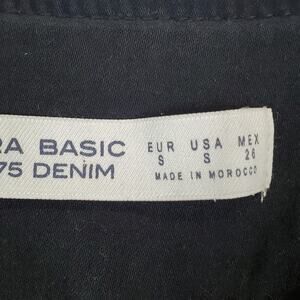 RA BASIC
75 DENIM
EUR USA MEX
S S 26
MADE IN MOROCCO